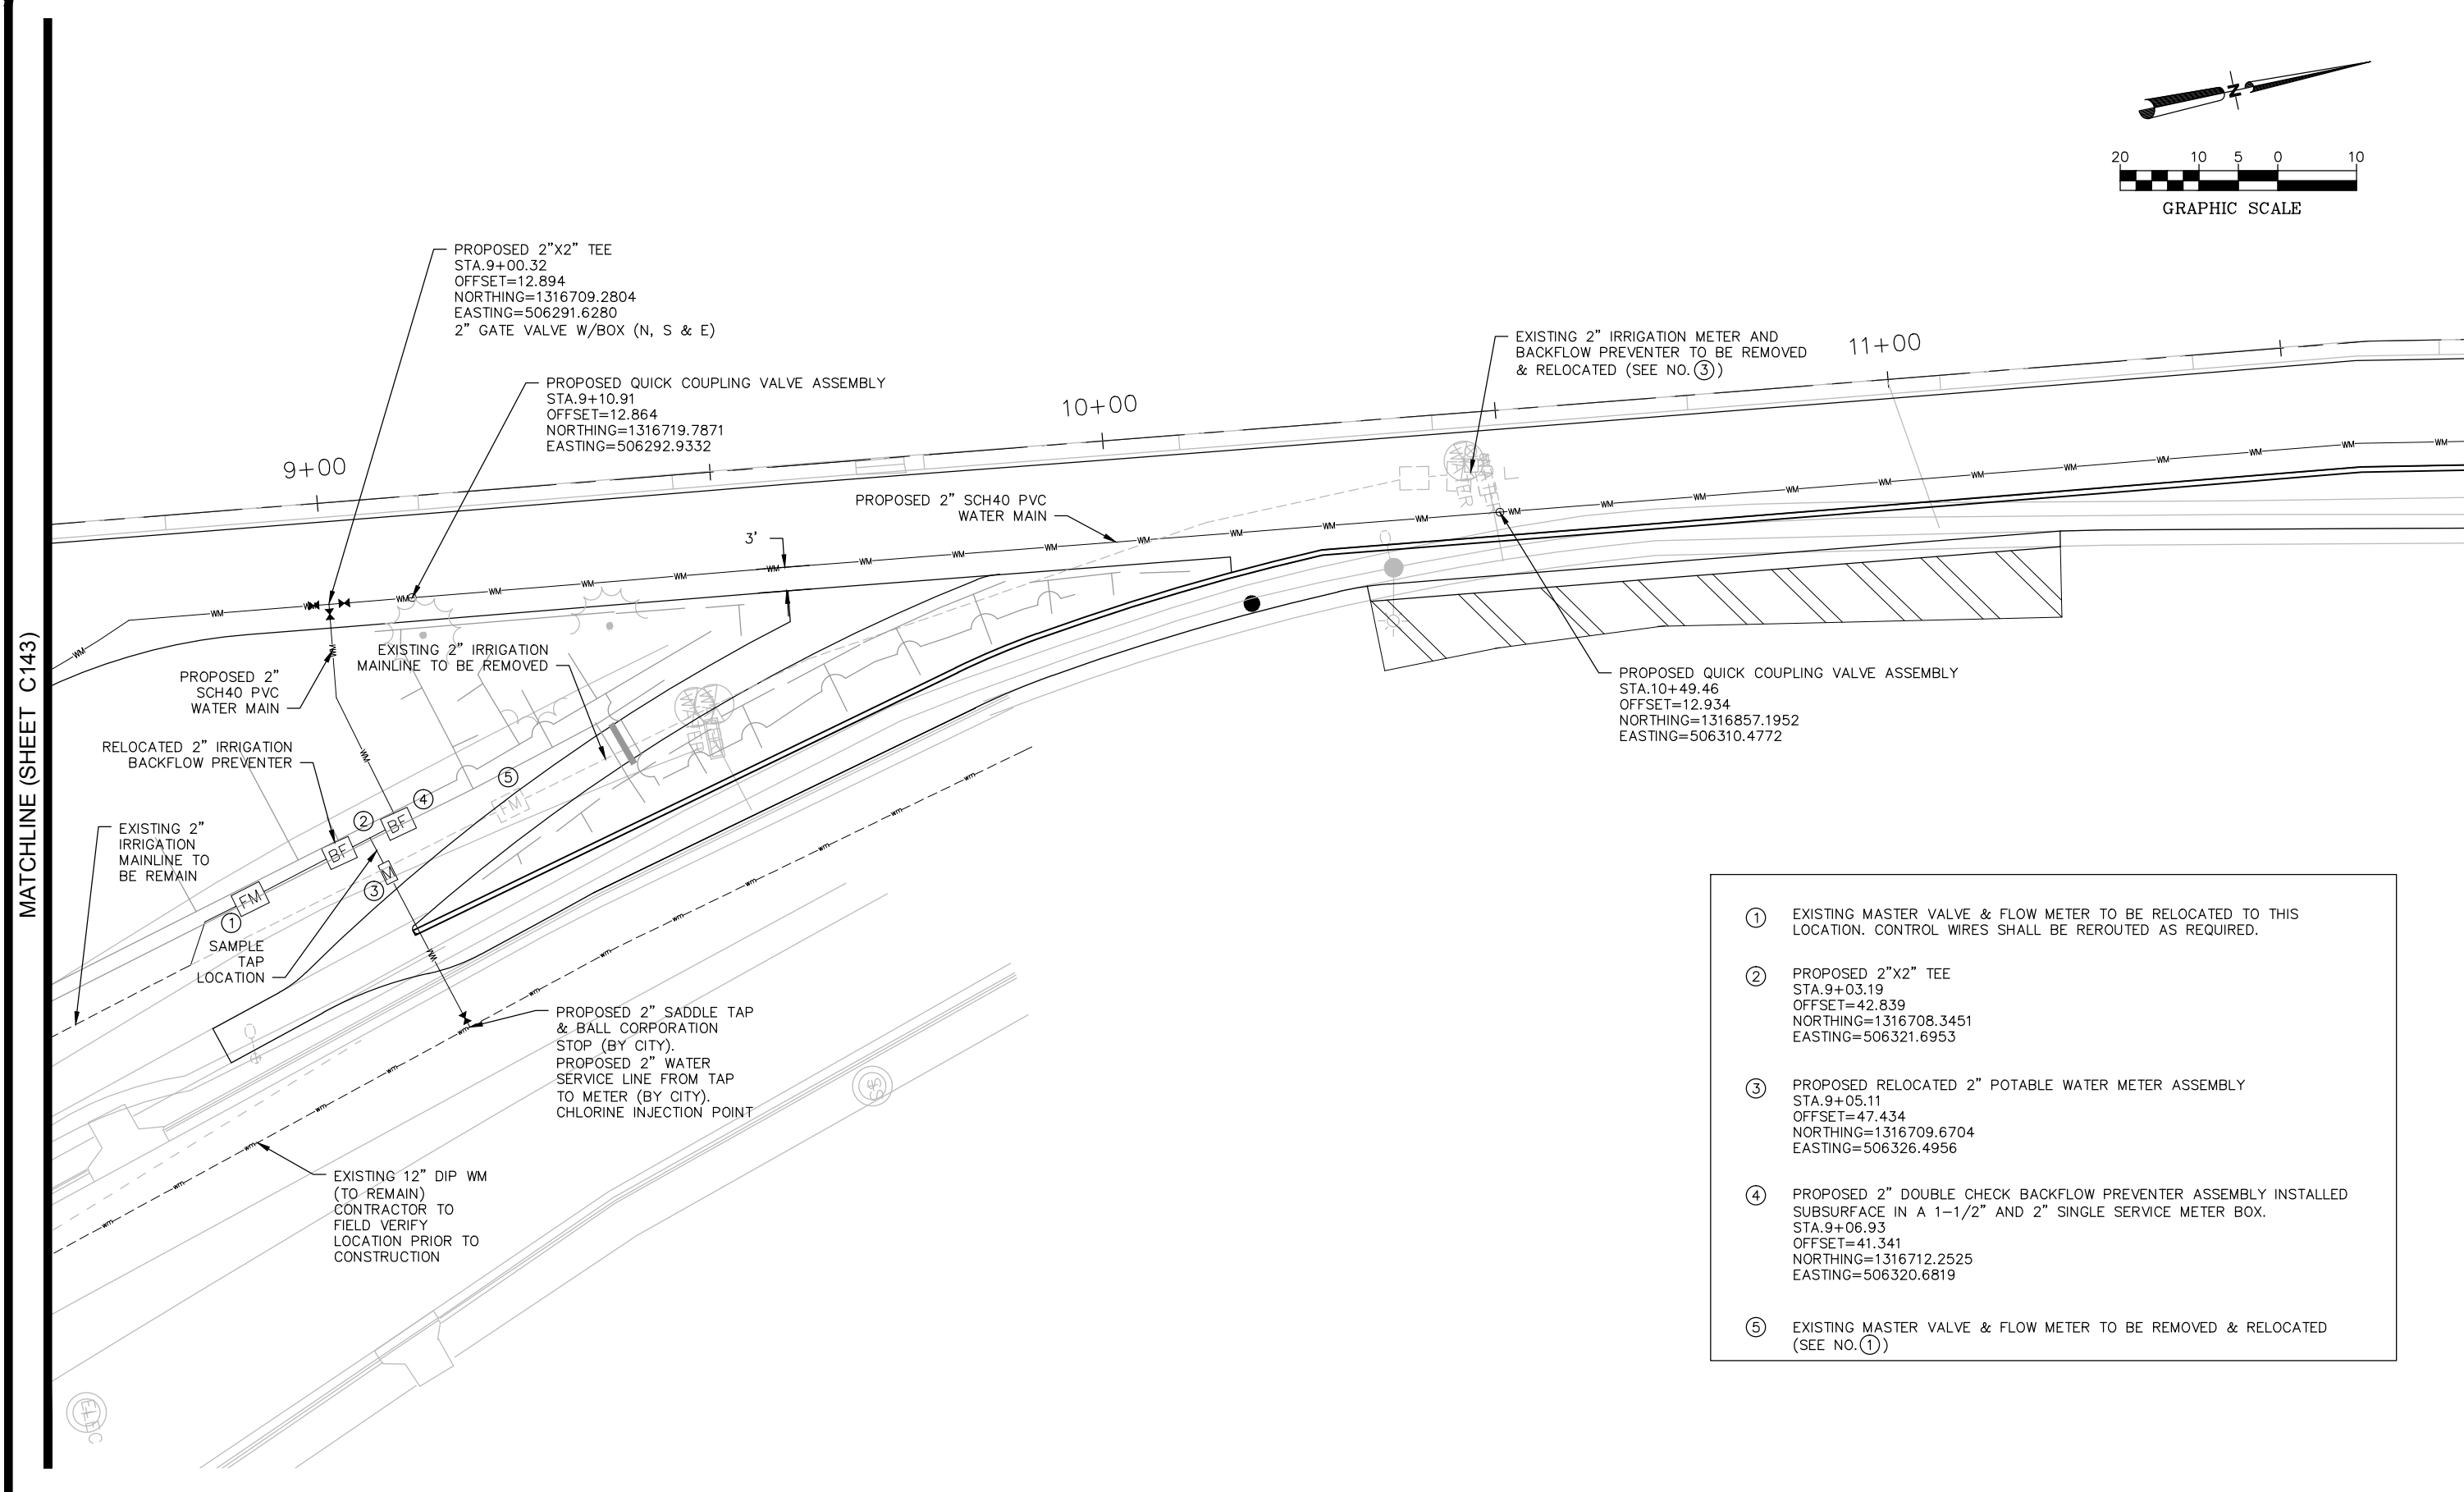 MATCHLINE (SHEET C143)
N
20 10 5 0 10
GRAPHIC SCALE
PROPOSED 2"X2" TEE
STA.9+00.32
OFFSET=12.894
NORTHING=1316709.2804
EASTING=506291.6280
2" GATE VALVE W/BOX (N, S & E)
PROPOSED QUICK COUPLING VALVE ASSEMBLY
STA.9+10.91
OFFSET=12.864
NORTHING=1316719.7871
EASTING=506292.9332
EXISTING 2" IRRIGATION METER AND
BACKFLOW PREVENTER TO BE REMOVED
& RELOCATED (SEE NO.3)
9+00
10+00
11+00
PROPOSED 2" SCH40 PVC
WATER MAIN
3'
WM
EXISTING 2" IRRIGATION
MAINLINE TO BE REMOVED
PROPOSED 2"
SCH40 PVC
WATER MAIN
PROPOSED QUICK COUPLING VALVE ASSEMBLY
STA.10+49.46
OFFSET=12.934
NORTHING=1316857.1952
EASTING=506310.4772
RELOCATED 2" IRRIGATION
BACKFLOW PREVENTER
5
4
2
BF
BF
FM
M
3
FM
1
EXISTING 2"
IRRIGATION
MAINLINE TO
BE REMAIN
SAMPLE
TAP
LOCATION
PROPOSED 2" SADDLE TAP
& BALL CORPORATION
STOP (BY CITY).
PROPOSED 2" WATER
SERVICE LINE FROM TAP
TO METER (BY CITY).
CHLORINE INJECTION POINT
EXISTING 12" DIP WM
(TO REMAIN)
CONTRACTOR TO
FIELD VERIFY
LOCATION PRIOR TO
CONSTRUCTION
wm
ELEC
1 EXISTING MASTER VALVE & FLOW METER TO BE RELOCATED TO THIS
LOCATION. CONTROL WIRES SHALL BE REROUTED AS REQUIRED.
2 PROPOSED 2"X2" TEE
STA.9+03.19
OFFSET=42.839
NORTHING=1316708.3451
EASTING=506321.6953
3 PROPOSED RELOCATED 2" POTABLE WATER METER ASSEMBLY
STA.9+05.11
OFFSET=47.434
NORTHING=1316709.6704
EASTING=506326.4956
4 PROPOSED 2" DOUBLE CHECK BACKFLOW PREVENTER ASSEMBLY INSTALLED
SUBSURFACE IN A 1-1/2" AND 2" SINGLE SERVICE METER BOX.
STA.9+06.93
OFFSET=41.341
NORTHING=1316712.2525
EASTING=506320.6819
5 EXISTING MASTER VALVE & FLOW METER TO BE REMOVED & RELOCATED
(SEE NO.1)